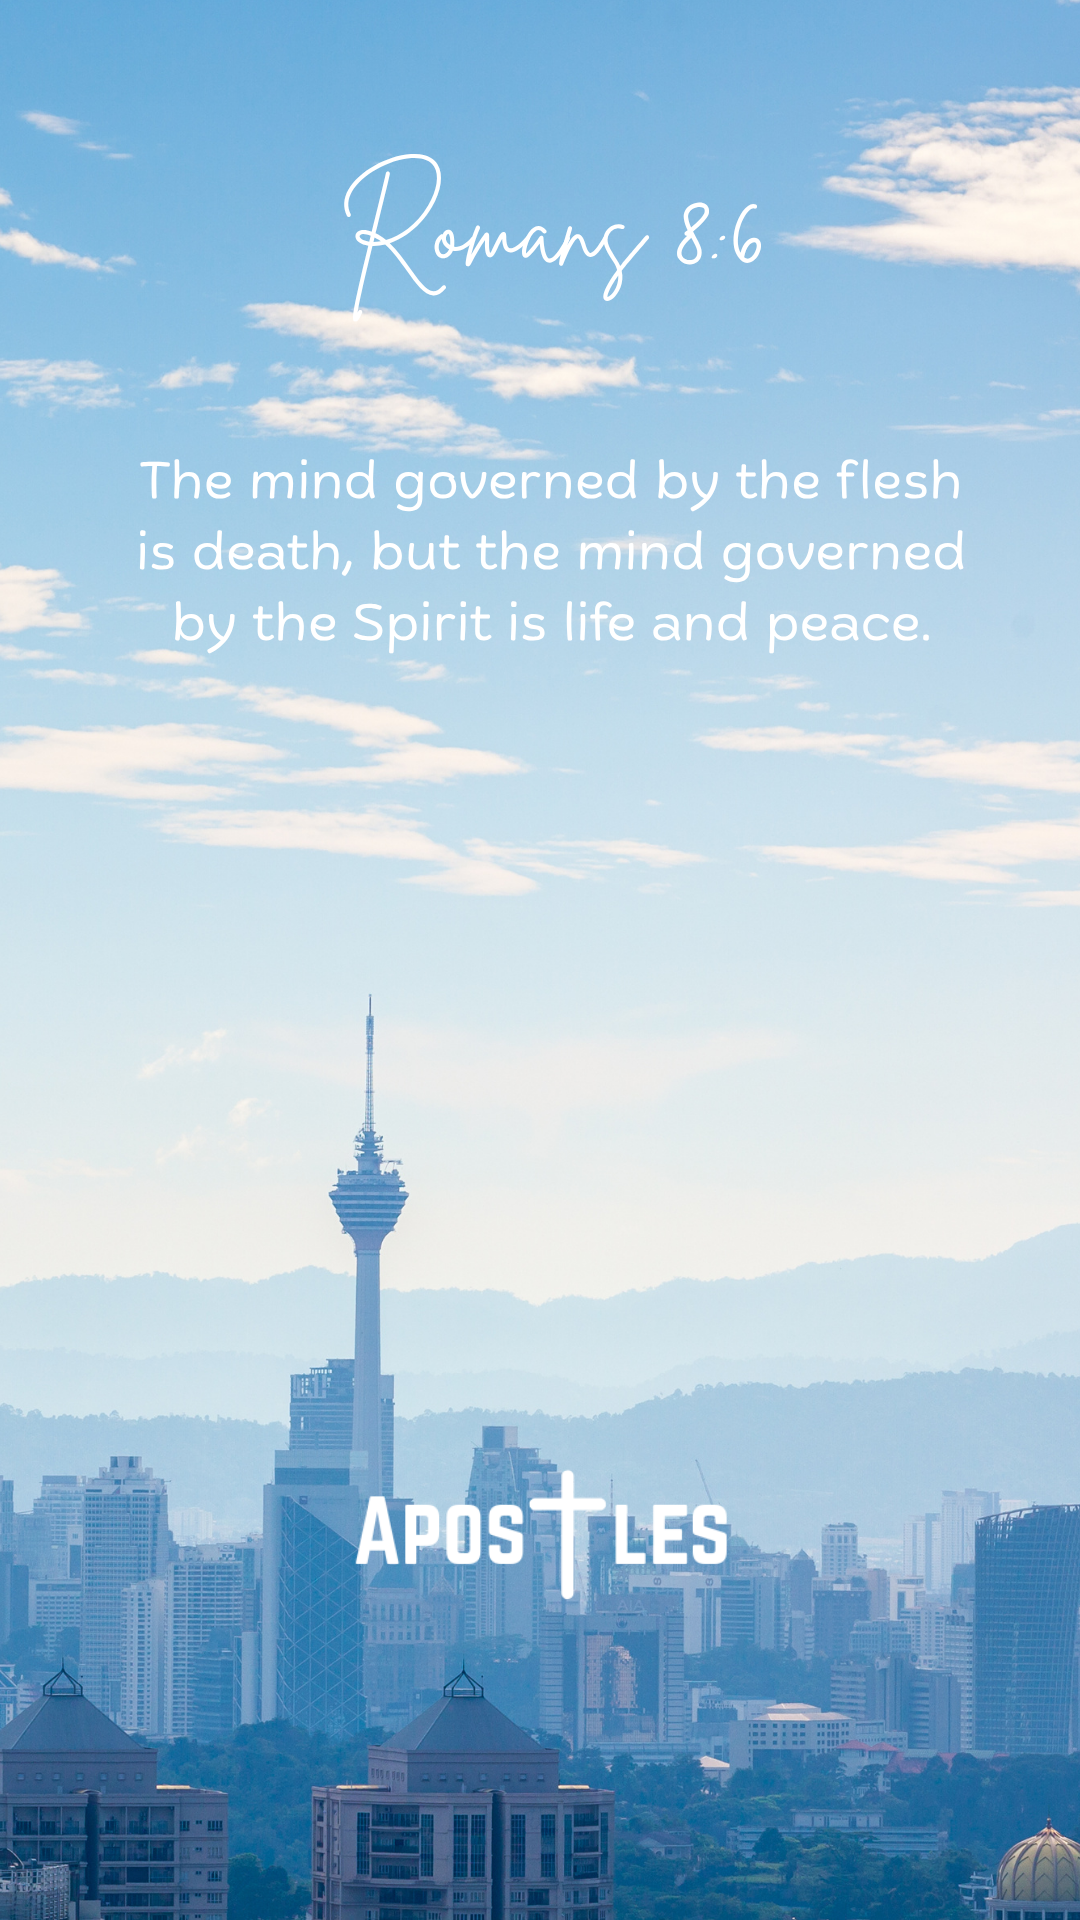 Romans 8:6
The mind governed by the flesh
is death, but the mind governed
by the Spirit is life and peace.
APOSTLES
AIA